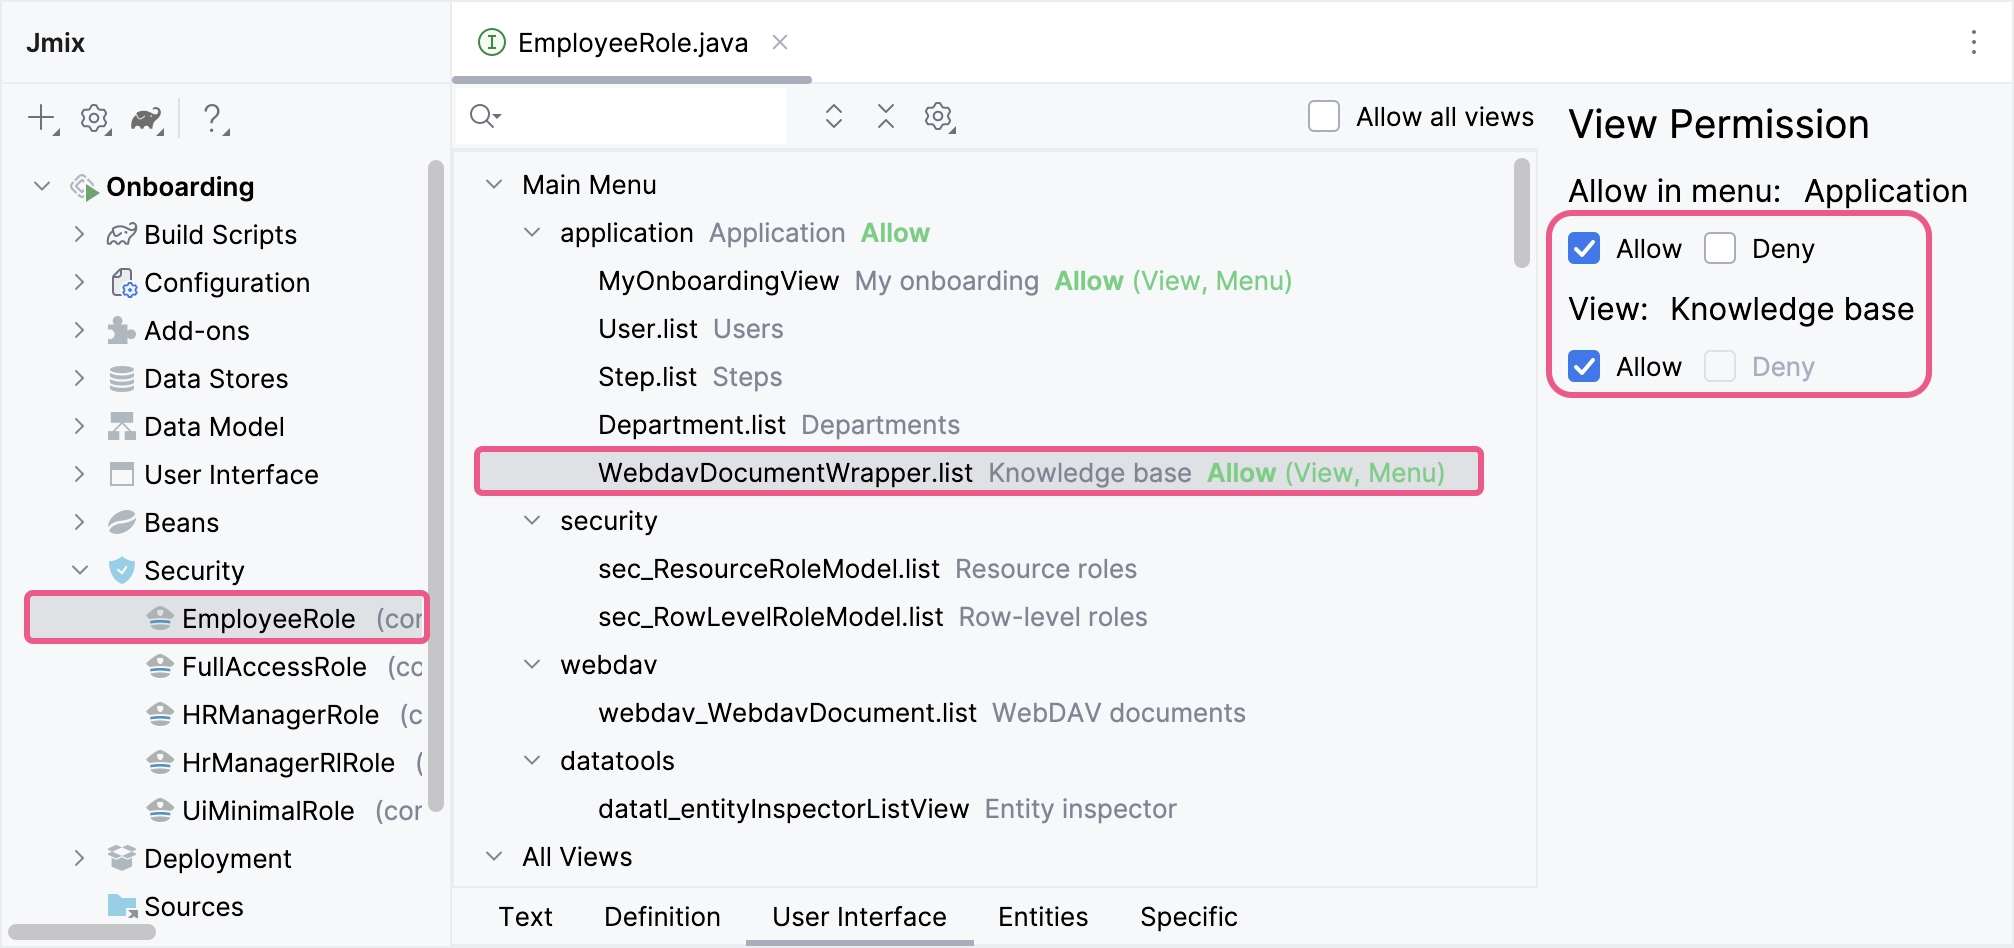 Jmix
EmployeeRole.java
Allow all views
Onboarding
Build Scripts
Configuration
Add-ons
Data Stores
Data Model
User Interface
Beans
Security
EmployeeRole (cor
FullAccessRole (co
HRManagerRole (c
HrManagerRlRole (
UiMinimalRole (cor
Deployment
Sources
Main Menu
application Application Allow
MyOnboardingView My onboarding Allow (View, Menu)
User.list Users
Step.list Steps
Department.list Departments
WebdavDocumentWrapper.list Knowledge base Allow (View, Menu)
security
sec_ResourceRoleModel.list Resource roles
sec_RowLevelRoleModel.list Row-level roles
webdav
webdav_WebdavDocument.list WebDAV documents
datatools
datatl_entityInspectorListView Entity inspector
All Views
Text Definition User Interface Entities Specific
View Permission
Allow in menu: Application
Allow Deny
View: Knowledge base
Allow Deny